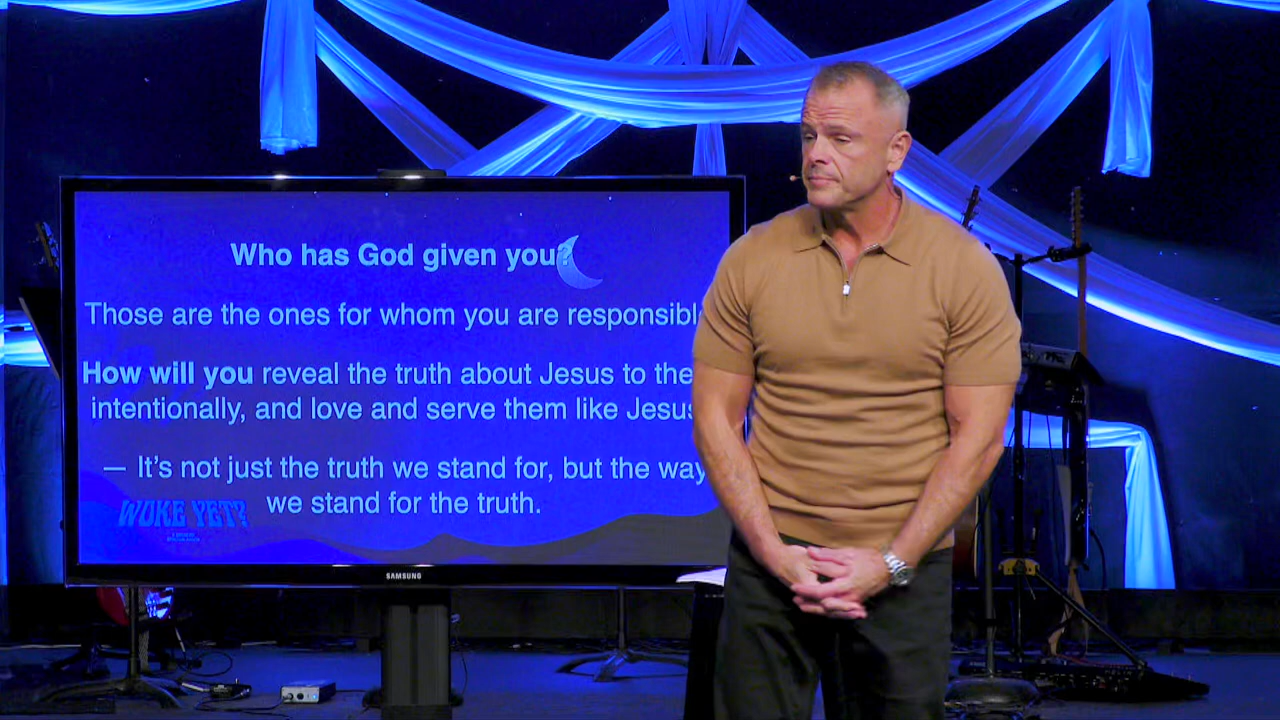 Who has God given you?
Those are the ones for whom you are responsibl
How will you reveal the truth about Jesus to the
intentionally, and love and serve them like Jesus
— It's not just the truth we stand for, but the way
we stand for the truth.
WOKE YET?
SAMSUNG